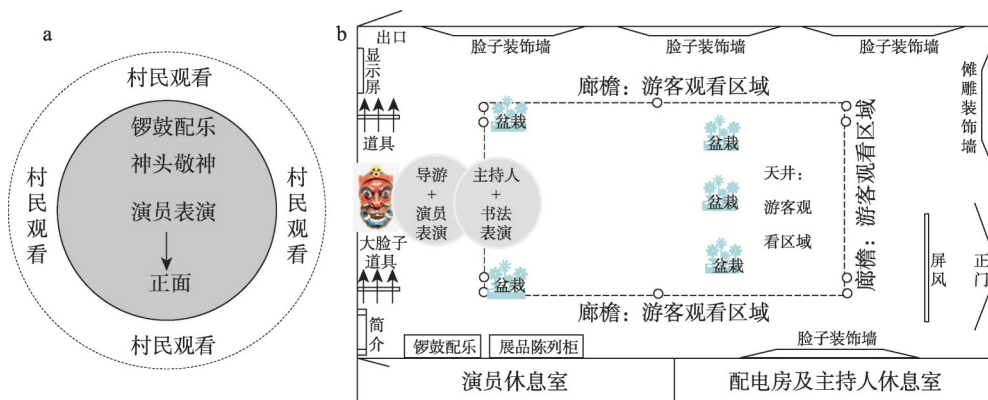 a
村民观看
锣鼓配乐
神头敬神
演员表演
正面
村民观看
村民观看
村民观看
b
出口
脸子装饰墙
脸子装饰墙
脸子装饰墙
显示屏
傩雕装饰墙
廊檐：游客观看区域
道具
盆栽
盆栽
导游
+
演员
表演
主持人
+
书法
表演
盆栽
天井：
游客观
看区域
廊檐：游客观看区域
大脸子
道具
盆栽
盆栽
屏风
正门
廊檐：游客观看区域
简介
锣鼓配乐
展品陈列柜
脸子装饰墙
演员休息室
配电房及主持人休息室